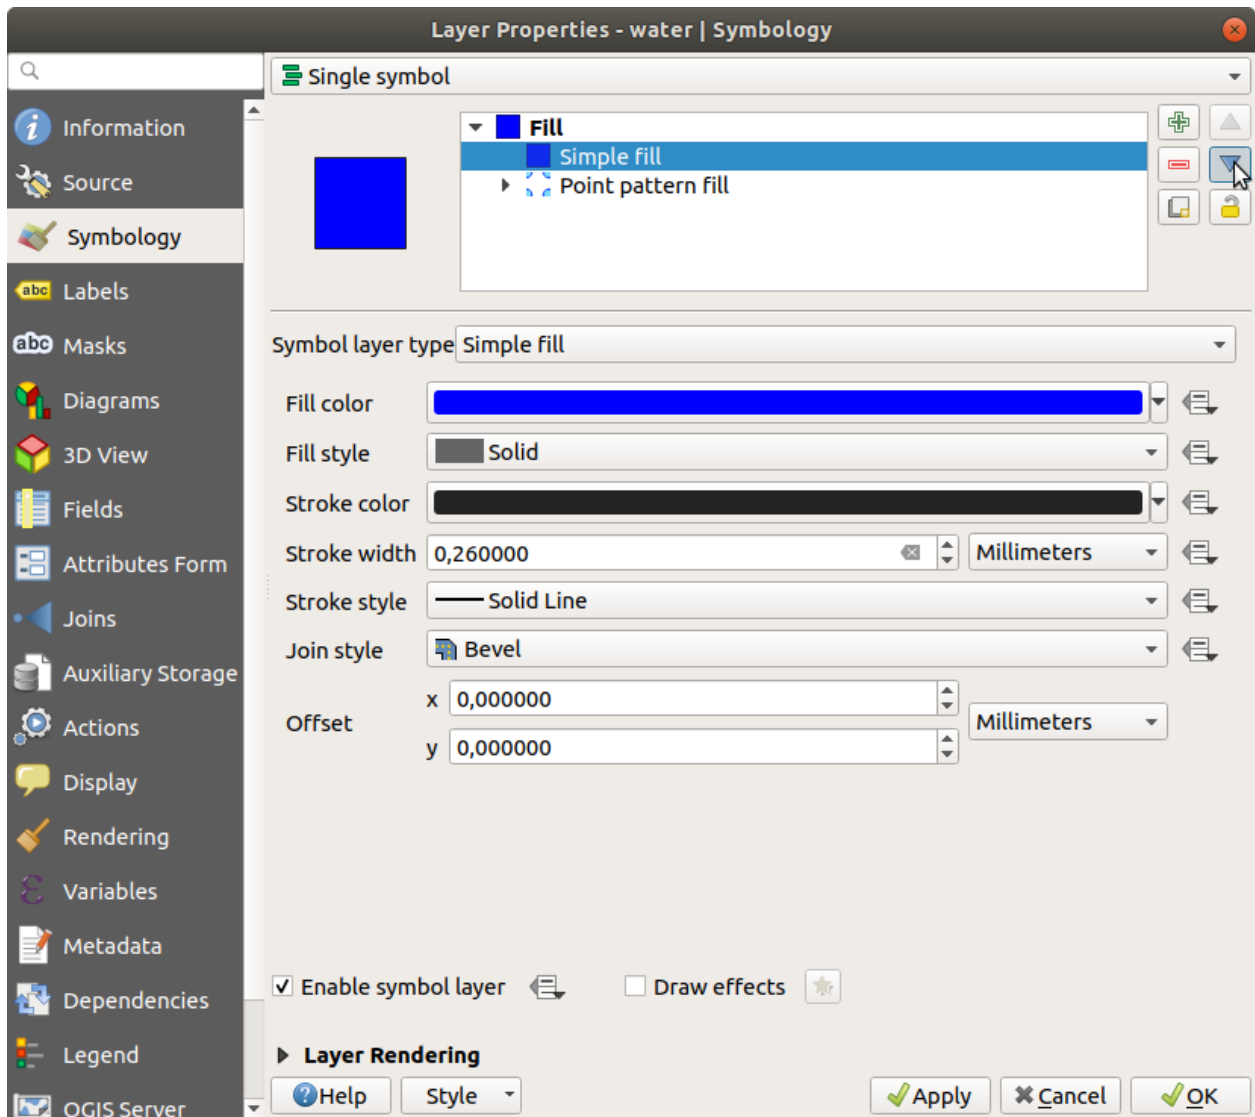 Layer Properties - water | Symbology
Single symbol
Information
Source
Symbology
Labels
Masks
Diagrams
3D View
Fields
Attributes Form
Joins
Auxiliary Storage
Actions
Display
Rendering
Variables
Metadata
Dependencies
Legend
QGIS Server
abc
abc
Fill
Simple fill
Point pattern fill
Symbol layer type Simple fill
Fill color
Fill style Solid
Stroke color
Stroke width 0,260000 Millimeters
Stroke style Solid Line
Join style Bevel
Offset
x 0,000000
y 0,000000
Millimeters
Enable symbol layer Draw effects
Layer Rendering
Help Style Apply Cancel OK